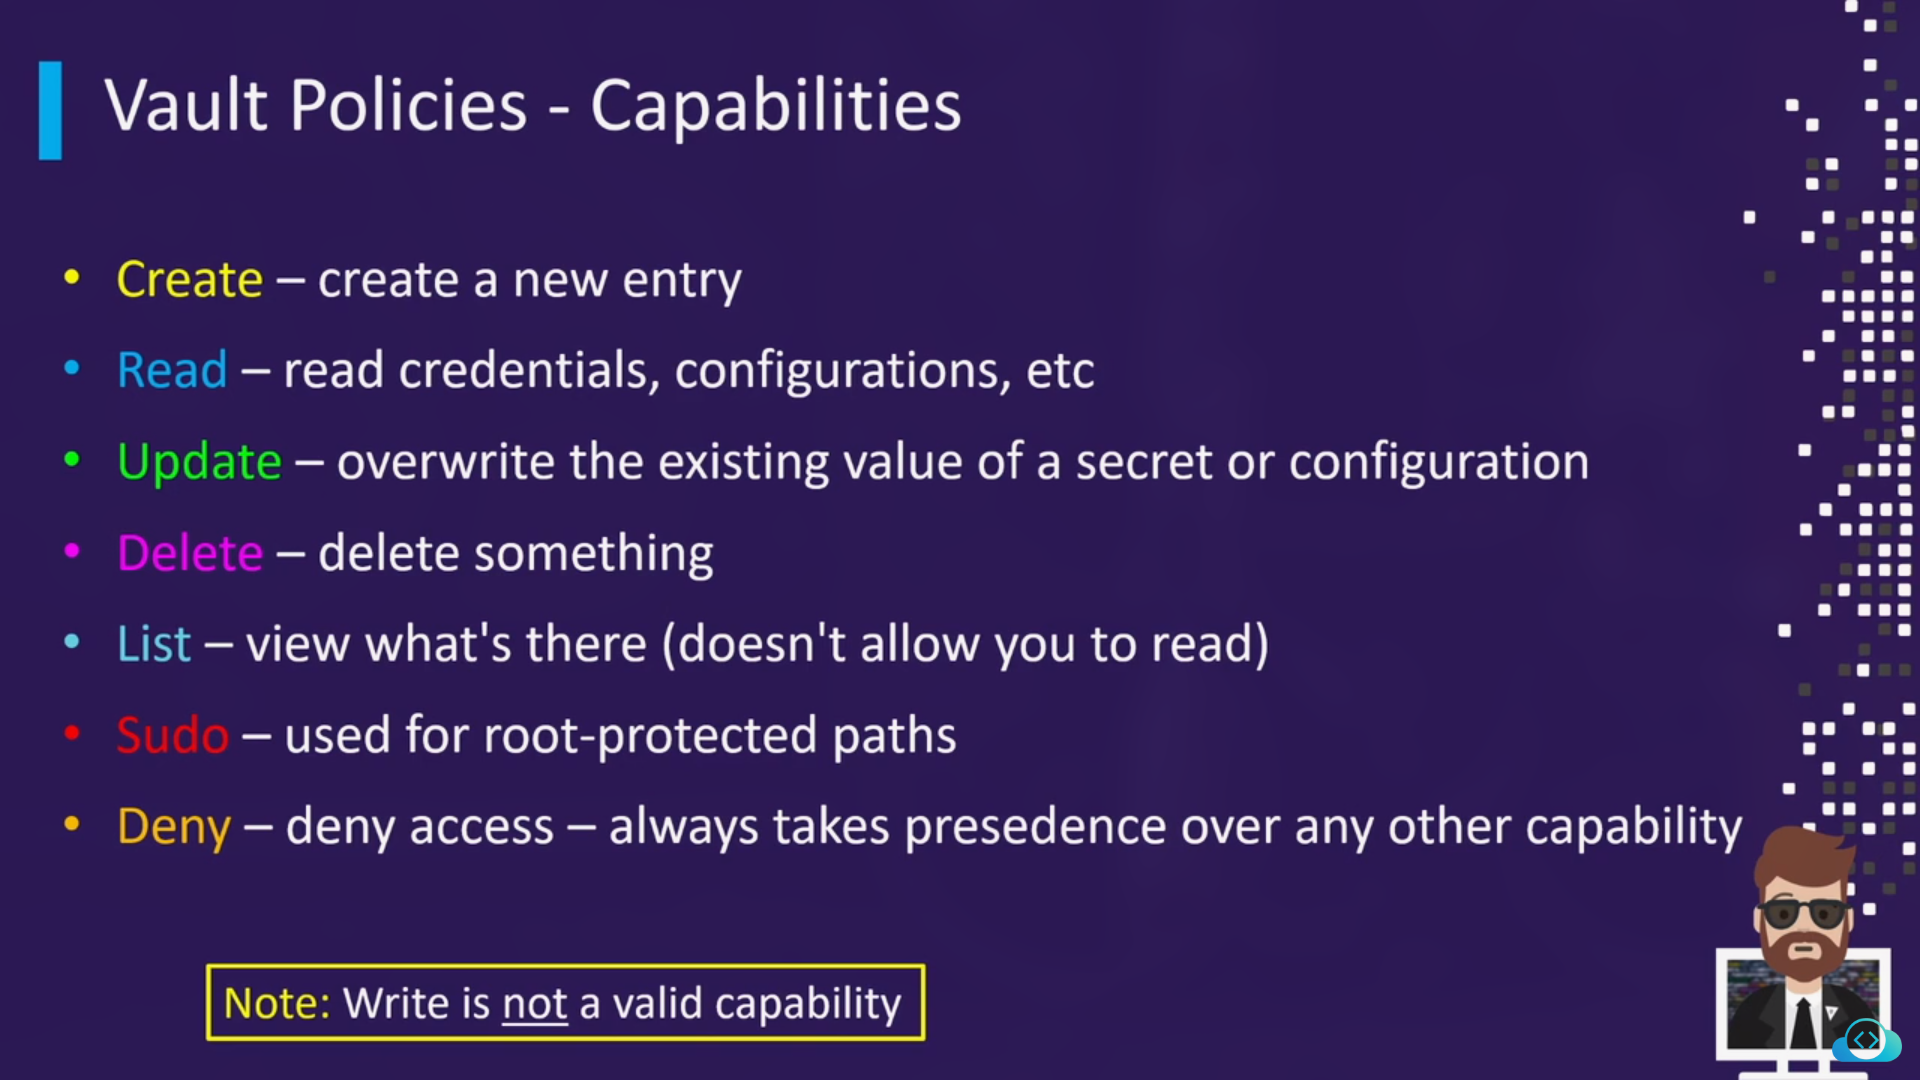 Vault Policies - Capabilities
• Create – create a new entry
• Read – read credentials, configurations, etc
• Update – overwrite the existing value of a secret or configuration
• Delete – delete something
• List – view what's there (doesn't allow you to read)
• Sudo – used for root-protected paths
• Deny – deny access – always takes presedence over any other capability
Note: Write is not a valid capability